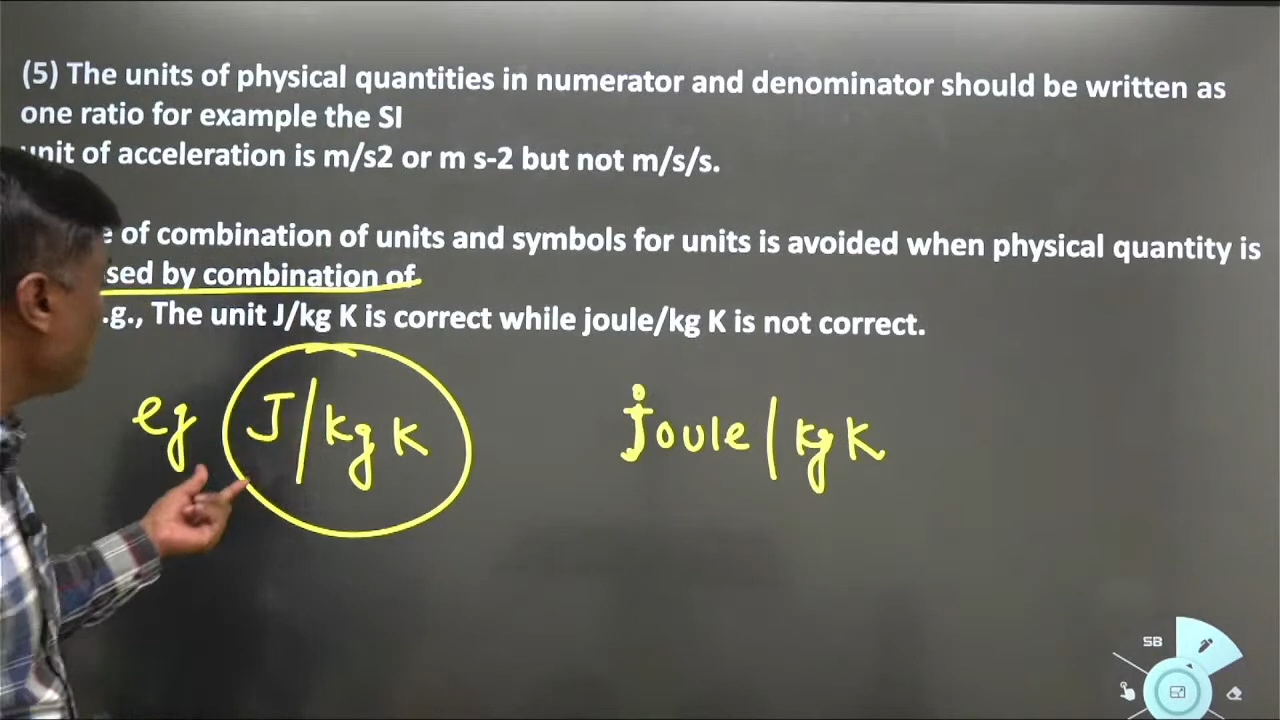 (5) The units of physical quantities in numerator and denominator should be written as
one ratio for example the SI
unit of acceleration is m/s2 or m s-2 but not m/s/s.
of combination of units and symbols for units is avoided when physical quantity is
sed by combination of
.g., The unit J/kg K is correct while joule/kg K is not correct.
eg J/kg K joule/kg K
SB